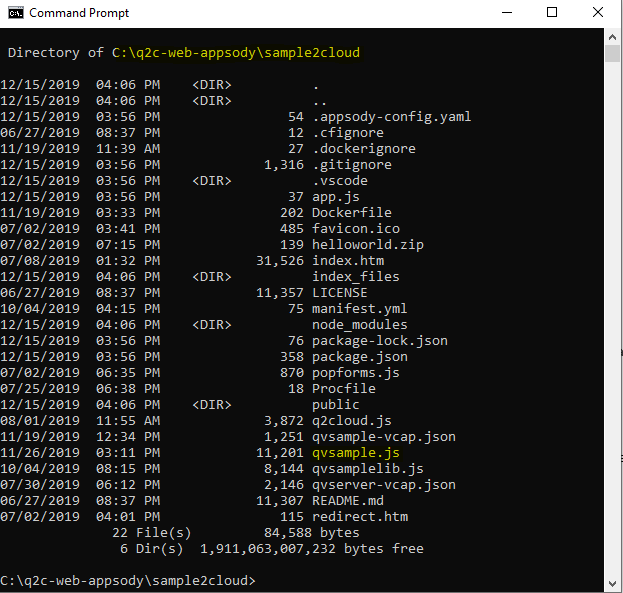 Command Prompt
Directory of C:\q2c-web-appsody\sample2cloud
12/15/2019  04:06 PM    <DIR>          .
12/15/2019  04:06 PM    <DIR>          ..
12/15/2019  03:56 PM                54 .appsody-config.yaml
06/27/2019  08:37 PM                12 .cfignore
11/19/2019  11:39 AM                27 .dockerignore
12/15/2019  03:56 PM             1,316 .gitignore
12/15/2019  03:56 PM    <DIR>          .vscode
12/15/2019  03:56 PM                37 app.js
11/19/2019  03:33 PM               202 Dockerfile
07/02/2019  03:41 PM               485 favicon.ico
07/02/2019  07:15 PM               139 helloworld.zip
07/08/2019  01:32 PM            31,526 index.htm
12/15/2019  04:06 PM    <DIR>          index_files
06/27/2019  08:37 PM            11,357 LICENSE
10/04/2019  04:15 PM                75 manifest.yml
12/15/2019  04:06 PM    <DIR>          node_modules
12/15/2019  03:56 PM                76 package-lock.json
12/15/2019  03:56 PM               358 package.json
07/02/2019  06:35 PM               870 popforms.js
07/25/2019  06:38 PM                18 Procfile
12/15/2019  04:06 PM    <DIR>          public
08/01/2019  11:55 AM             3,872 q2cloud.js
11/19/2019  12:34 PM             1,251 qvsample-vcap.json
11/26/2019  03:11 PM            11,201 qvsample.js
10/04/2019  08:15 PM             8,144 qvsamplelib.js
07/30/2019  06:12 PM             2,146 qvserver-vcap.json
06/27/2019  08:37 PM            11,307 README.md
07/02/2019  04:01 PM               115 redirect.htm
22 File(s)         84,588 bytes
6 Dir(s)  1,911,063,007,232 bytes free
C:\q2c-web-appsody\sample2cloud>